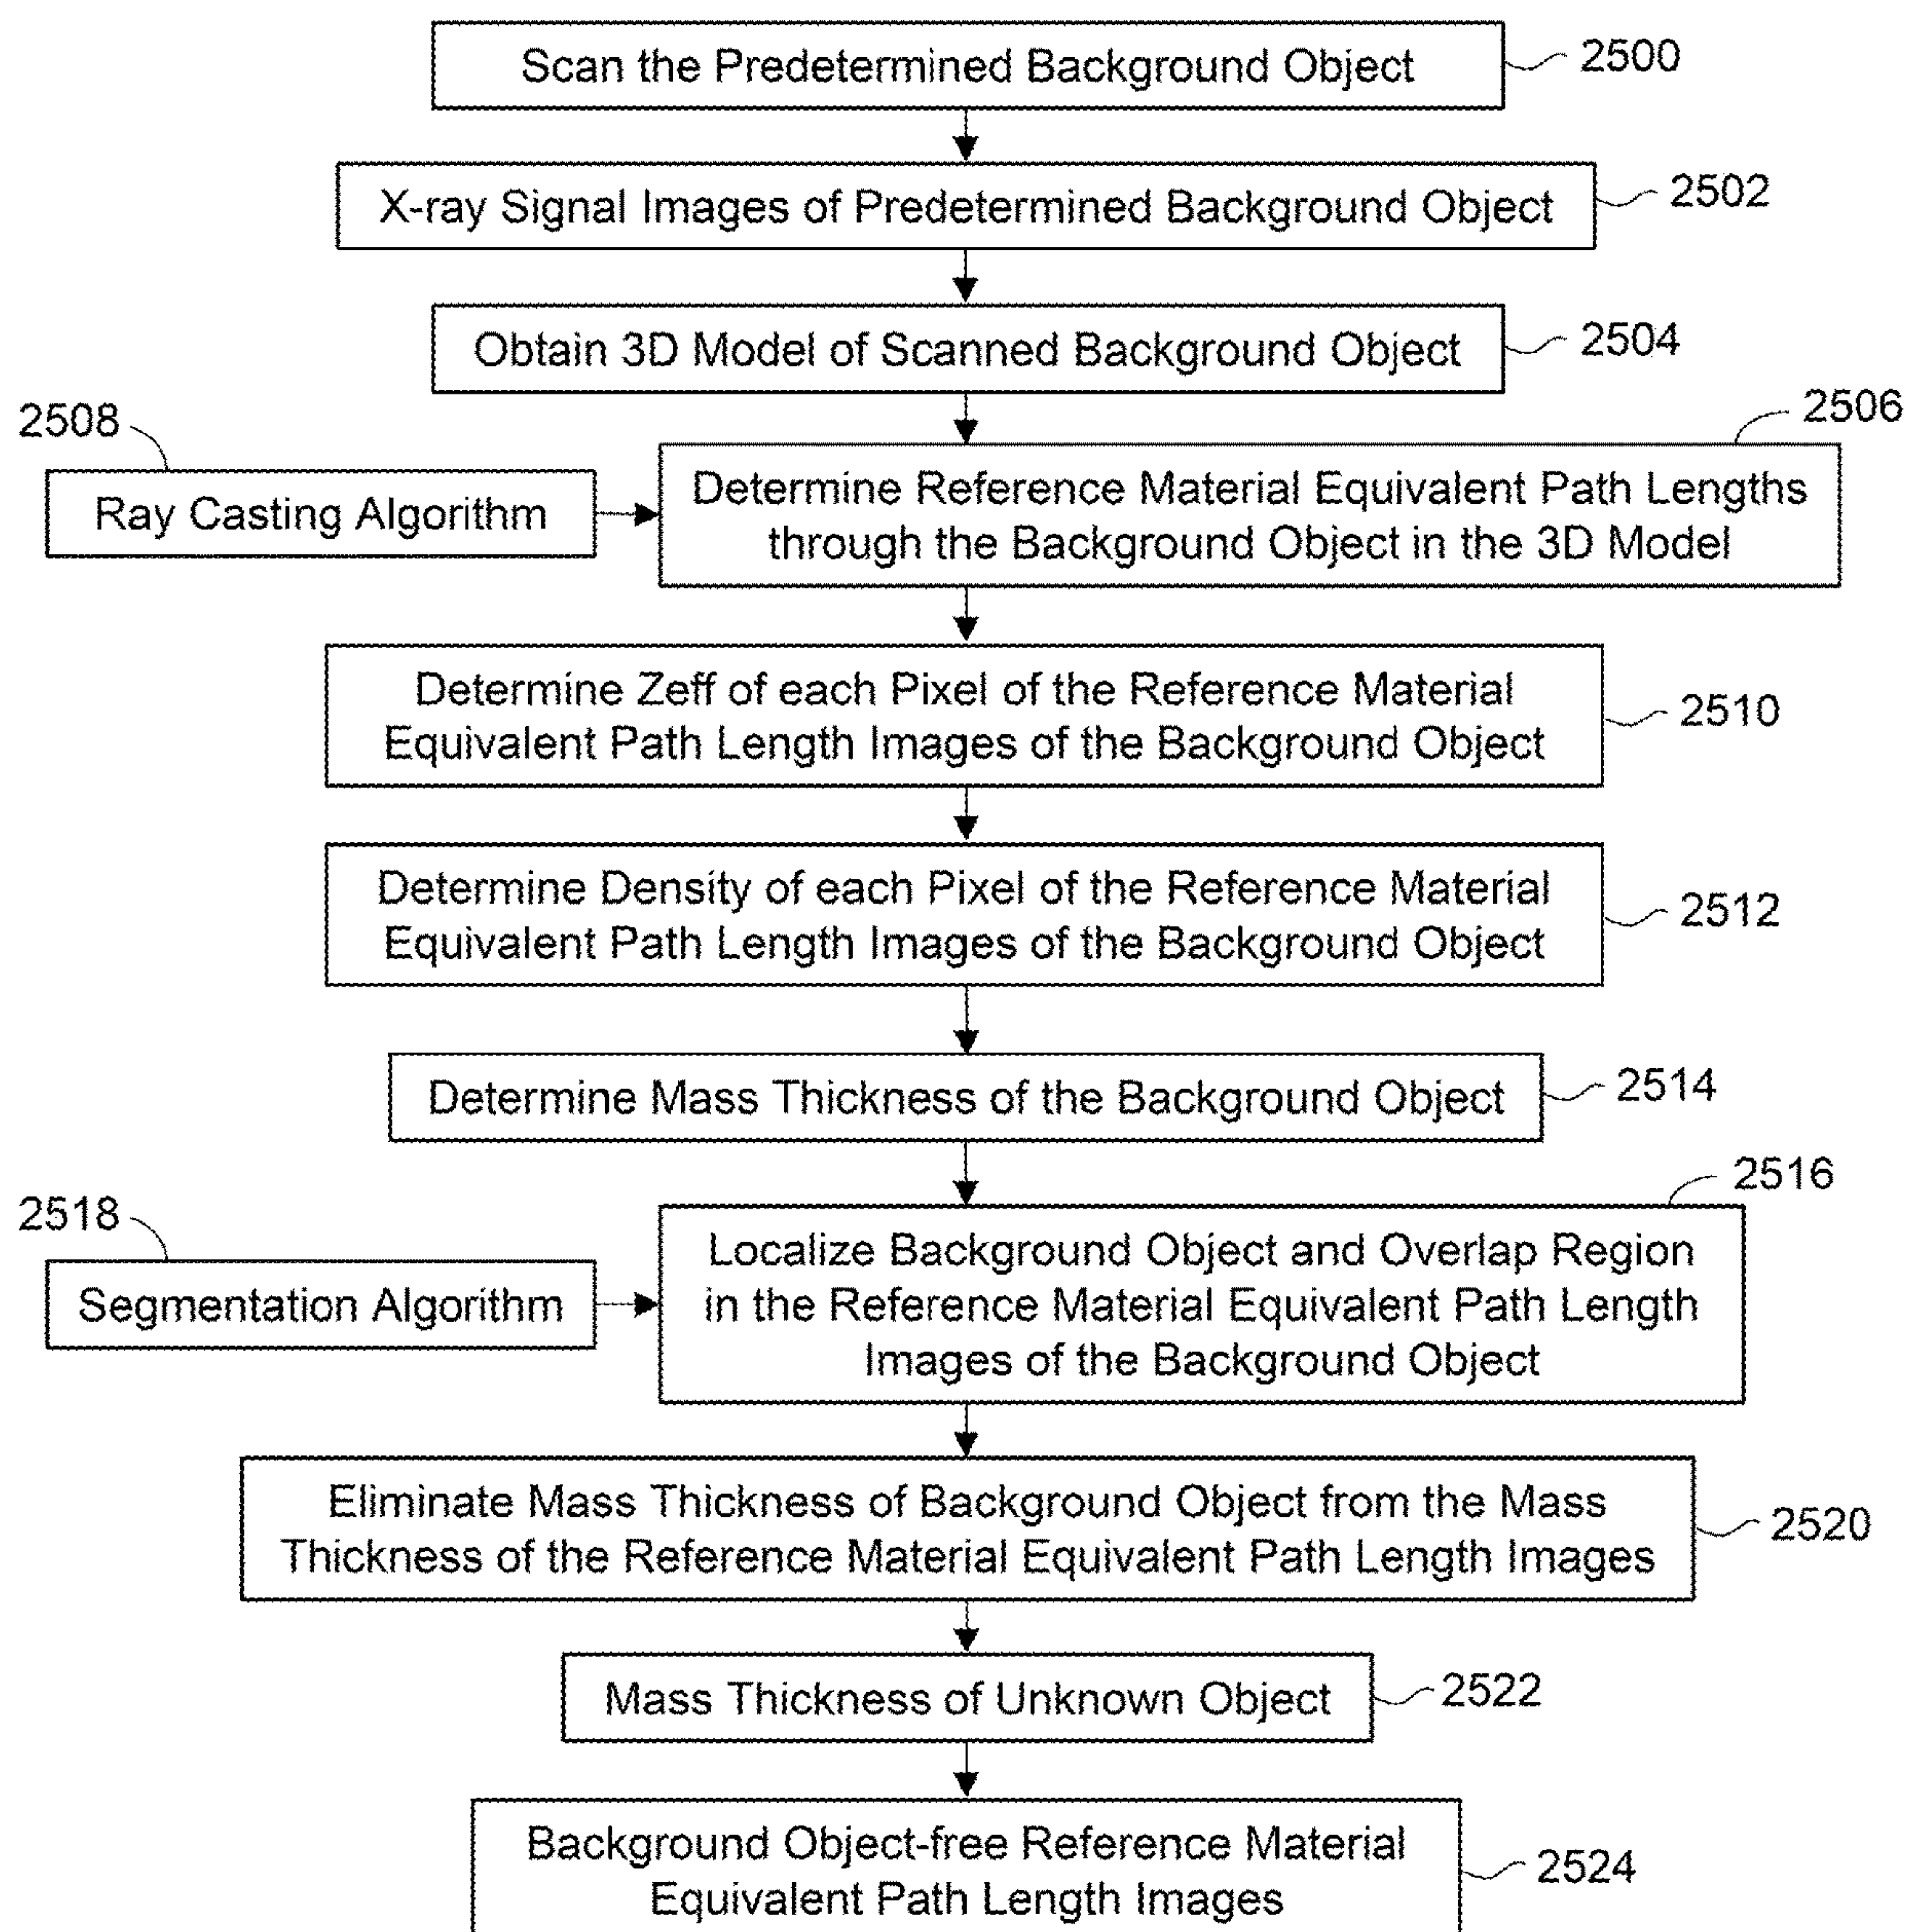 Scan the Predetermined Background Object
2500
X-ray Signal Images of Predetermined Background Object
2502
Obtain 3D Model of Scanned Background Object
2504
2508
Ray Casting Algorithm
2506
Determine Reference Material Equivalent Path Lengths
through the Background Object in the 3D Model
Determine Zeff of each Pixel of the Reference Material
Equivalent Path Length Images of the Background Object
2510
Determine Density of each Pixel of the Reference Material
Equivalent Path Length Images of the Background Object
2512
Determine Mass Thickness of the Background Object
2514
2518
Segmentation Algorithm
2516
Localize Background Object and Overlap Region
in the Reference Material Equivalent Path Length
Images of the Background Object
Eliminate Mass Thickness of Background Object from the Mass
Thickness of the Reference Material Equivalent Path Length Images
2520
Mass Thickness of Unknown Object
2522
Background Object-free Reference Material
Equivalent Path Length Images
2524